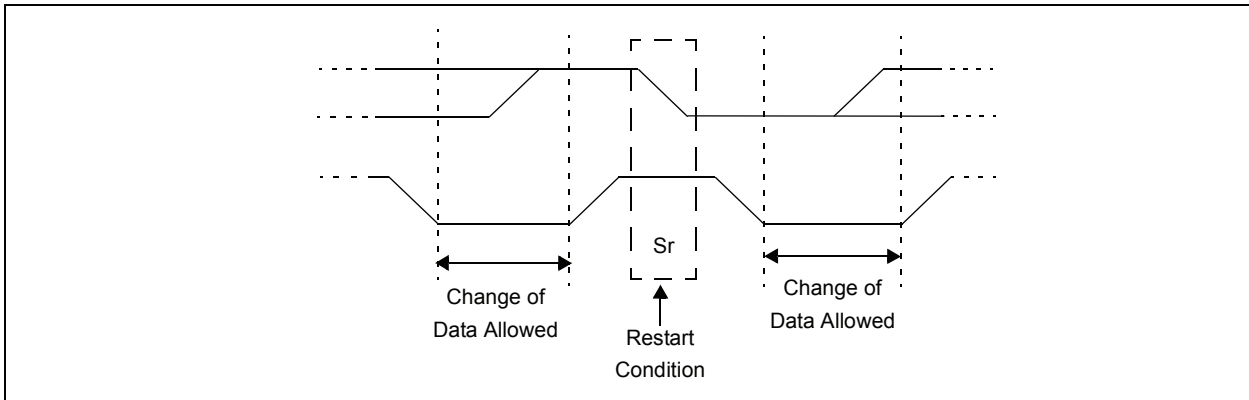 Sr
Change of
Data Allowed
Restart
Condition
Change of
Data Allowed